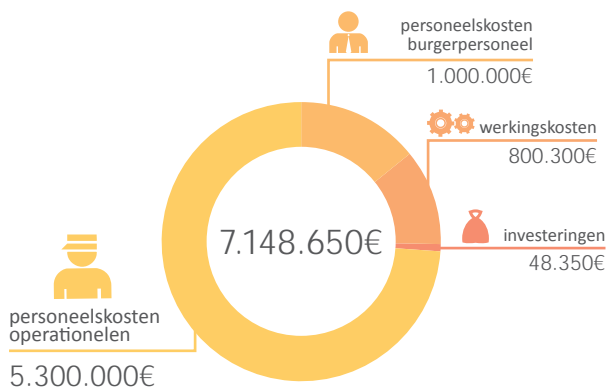 personeelskosten
burgerpersoneel
1.000.000€
werkingskosten
800.300€
investeringen
48.350€
7.148.650€
personeelskosten
operationelen
5.300.000€